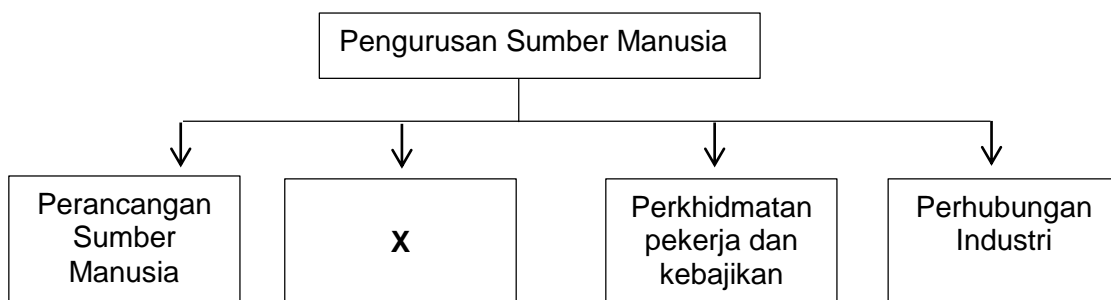 Pengurusan Sumber Manusia
Perancangan
Sumber
Manusia
X
Perkhidmatan
pekerja dan
kebajikan
Perhubungan
Industri